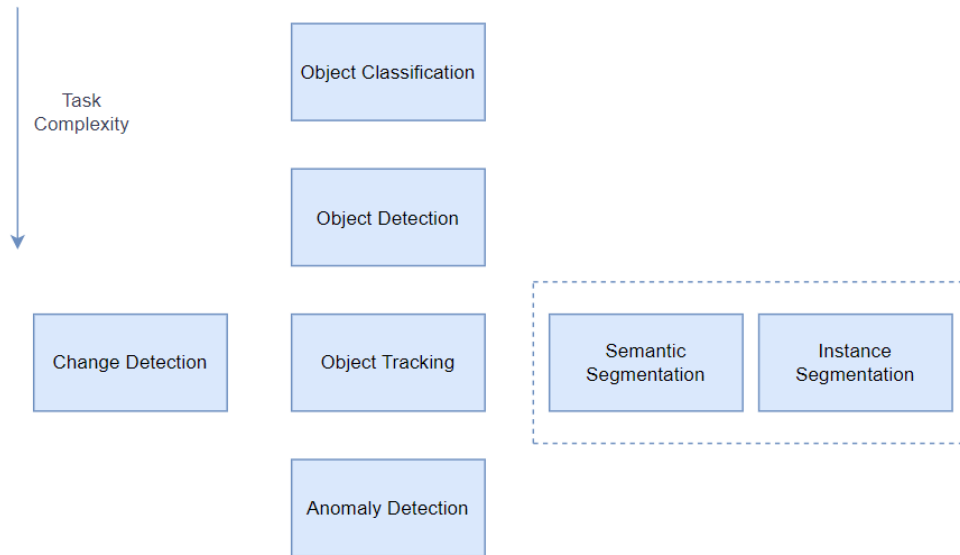 Object Classification
Task
Complexity
Object Detection
Change Detection
Object Tracking
Semantic
Segmentation
Instance
Segmentation
Anomaly Detection